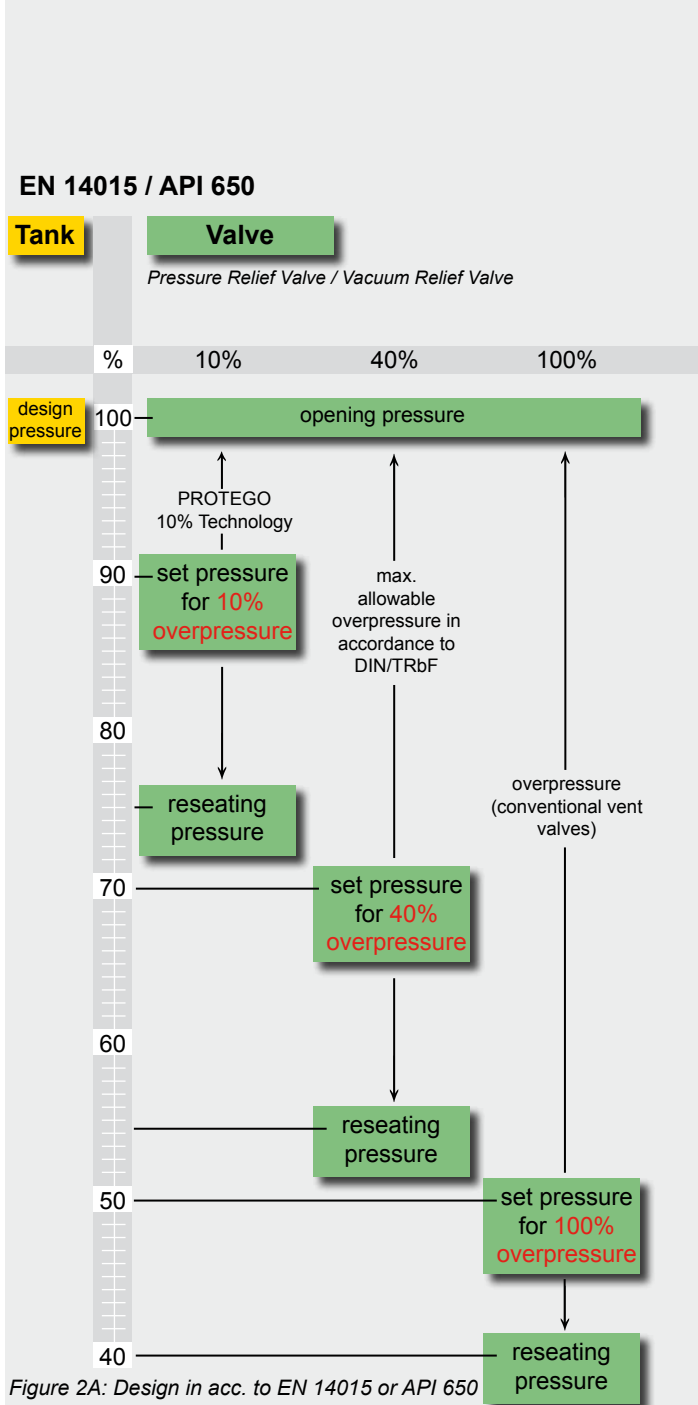 EN 14015 / API 650
Tank
Valve
Pressure Relief Valve / Vacuum Relief Valve
% 10% 40% 100%
design
pressure
100
opening pressure
PROTEGO
10% Technology
90
set pressure
for 10%
overpressure
max.
allowable
overpressure in
accordance to
DIN/TRbF
80
reseating
pressure
overpressure
(conventional vent
valves)
70
set pressure
for 40%
overpressure
60
reseating
pressure
50
set pressure
for 100%
overpressure
40
reseating
pressure
Figure 2A: Design in acc. to EN 14015 or API 650